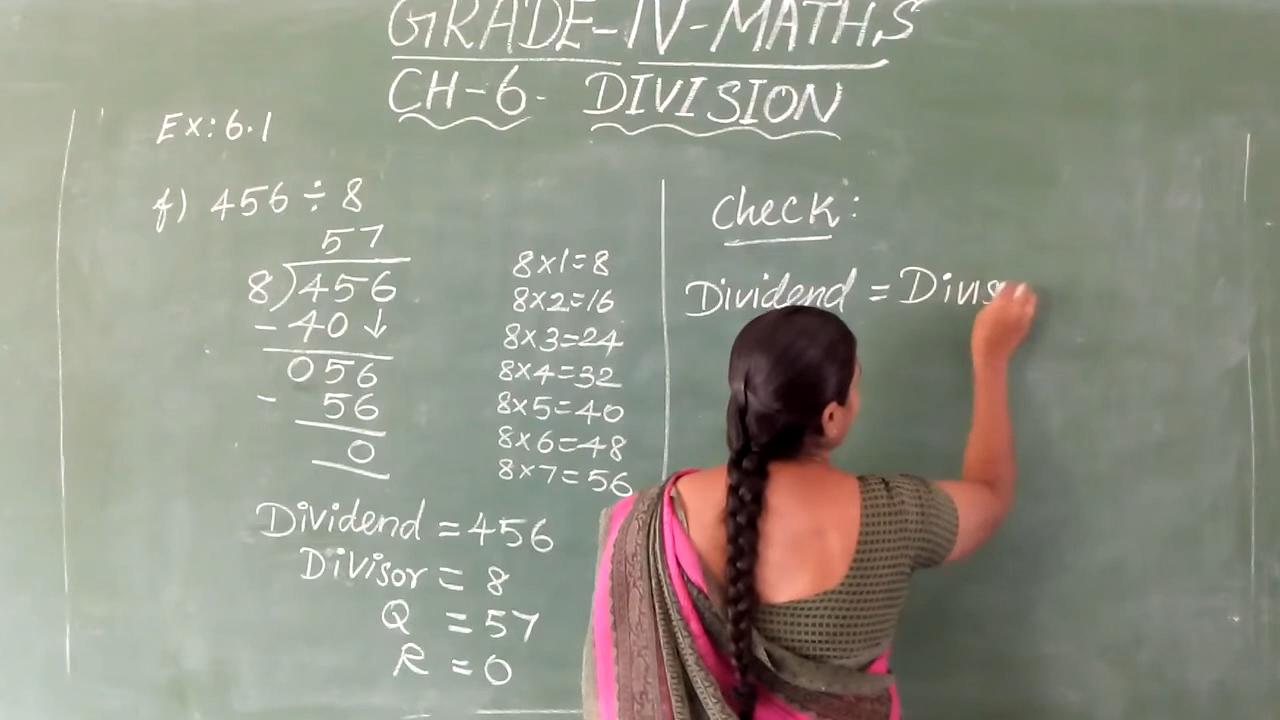 GRADE-IV-MATHS
CH-6. DIVISION
Ex: 6.1
f) 456 ÷ 8
57
8)456
-40↓
056
- 56
0
8×1=8
8×2=16
8×3=24
8×4=32
8×5=40
8×6=48
8×7=56
Dividend = 456
Divisor = 8
Q = 57
R = 0
Check:
Dividend = Divis